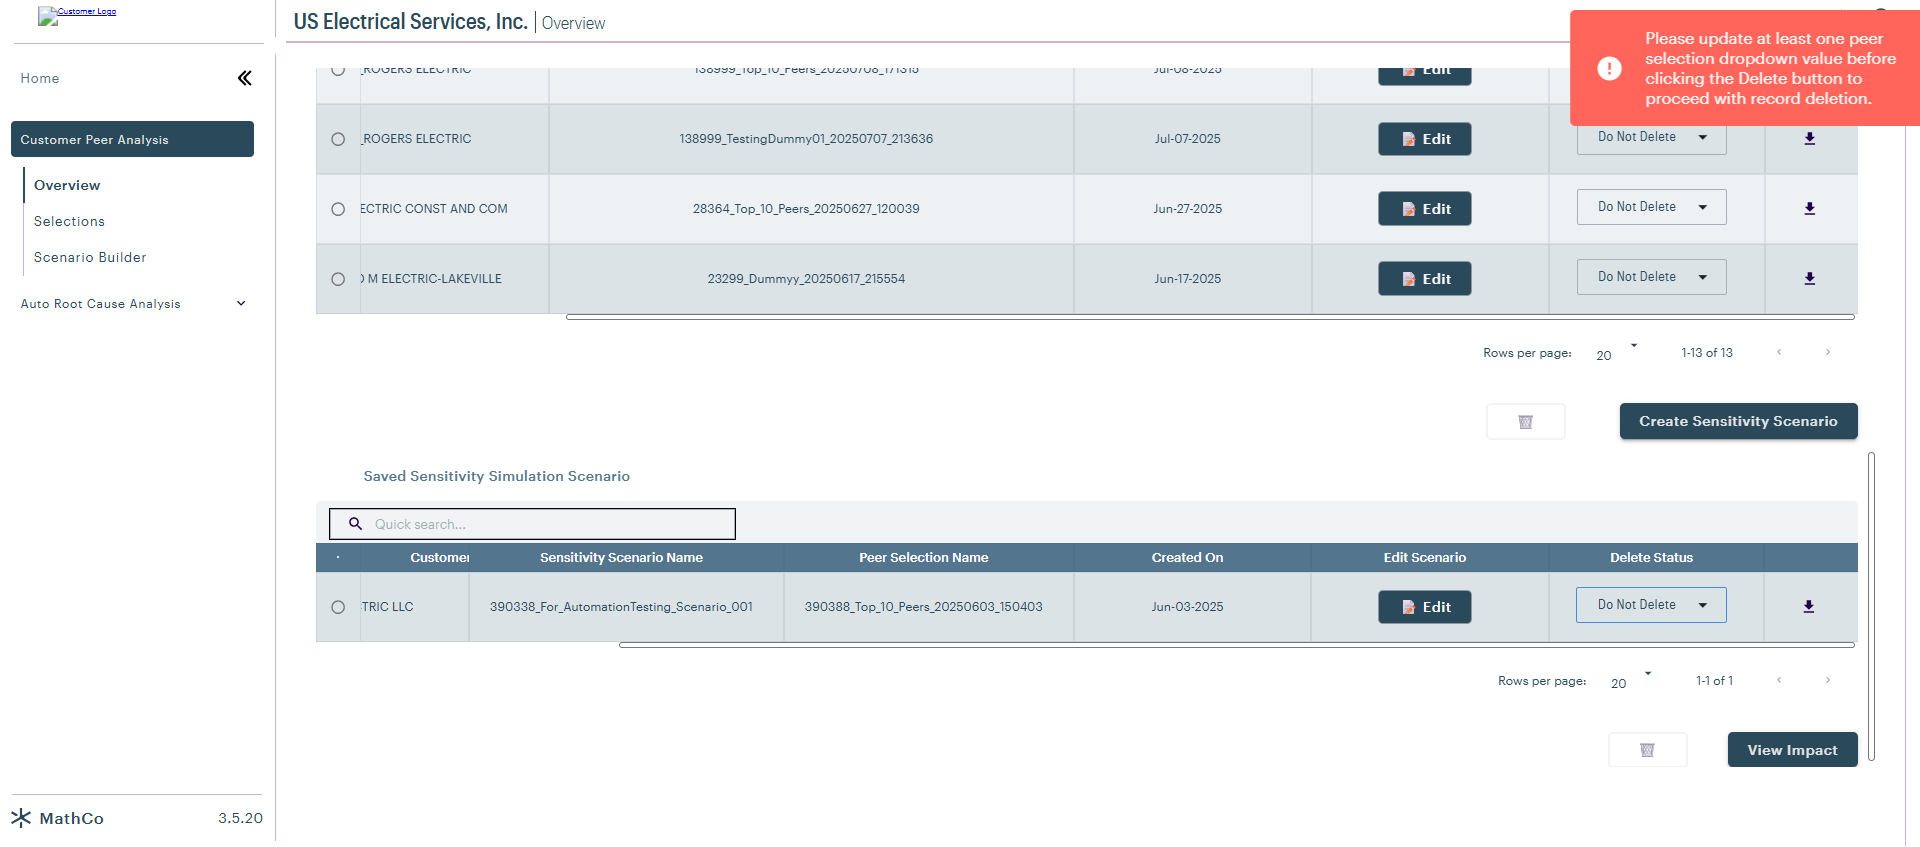 Customer Logo
US Electrical Services, Inc. Overview
Please update at least one peer
selection dropdown value before
clicking the Delete button to
proceed with record deletion.
Home
Customer Peer Analysis
Overview
Selections
Scenario Builder
Auto Root Cause Analysis
_ROGERS ELECTRIC 138999_Top_10_Peers_20250708_171315 Jul-08-2025 Edit
_ROGERS ELECTRIC 138999_TestingDummy01_20250707_213636 Jul-07-2025 Edit Do Not Delete
ECTRIC CONST AND COM 28364_Top_10_Peers_20250627_120039 Jun-27-2025 Edit Do Not Delete
M ELECTRIC-LAKEVILLE 23299_Dummyy_20250617_215554 Jun-17-2025 Edit Do Not Delete
Rows per page: 20 1-13 of 13
Create Sensitivity Scenario
Saved Sensitivity Simulation Scenario
Quick search...
Customer Sensitivity Scenario Name Peer Selection Name Created On Edit Scenario Delete Status
TRIC LLC 390338_For_AutomationTesting_Scenario_001 390388_Top_10_Peers_20250603_150403 Jun-03-2025 Edit Do Not Delete
Rows per page: 20 1-1 of 1
View Impact
MathCo 3.5.20